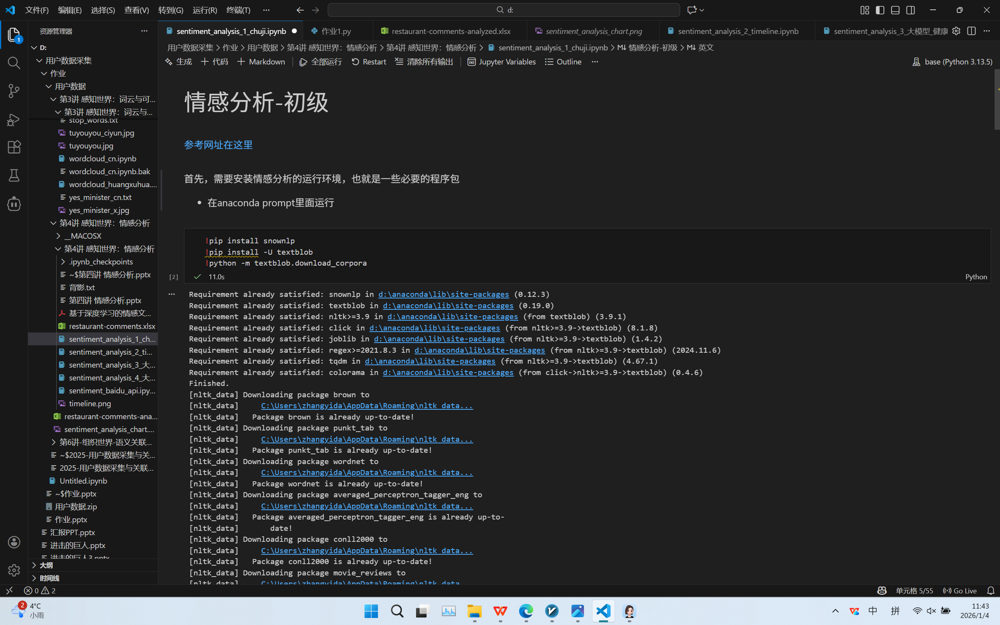 文件(F) 编辑(E) 选择(S) 查看(V) 转到(G) 运行(R) 终端(T) ··· d:
资源管理器
sentiment_analysis_1_chuji.ipynb 作业1.py restaurant-comments-analyzed.xlsx sentiment_analysis_chart.png sentiment_analysis_2_timeline.ipynb sentiment_analysis_3_大模型_健康
用户数据采集 > 作业 > 用户数据 > 第4讲 感知世界：情感分析 > 第4讲 感知世界：情感分析 > sentiment_analysis_1_chuji.ipynb > M↓ 情感分析-初级 > M↓ 英文
生成 + 代码 + Markdown 全部运行 Restart 清除所有输出 Jupyter Variables Outline ··· base (Python 3.13.5)
1
D:
用户数据采集
作业
用户数据
第3讲 感知世界：词云与可...
第3讲 感知世界：词云与...
stop_words.txt
tuyouyou_ciyun.jpg
tuyouyou.jpg
wordcloud_cn.ipynb
wordcloud_cn.ipynb.bak
wordcloud_huangxuhua....
yes_minister_cn.txt
yes_minister_x.jpg
第4讲 感知世界：情感分析
__MACOSX
第4讲 感知世界：情感分析
.ipynb_checkpoints
~$第四讲 情感分析.pptx
背影.txt
第四讲 情感分析.pptx
基于深度学习的情感文...
restaurant-comments.xlsx
sentiment_analysis_1_ch...
sentiment_analysis_2_ti...
sentiment_analysis_3_大...
sentiment_analysis_4_大...
sentiment_baidu_api.ipy...
timeline.png
restaurant-comments-ana...
sentiment_analysis_chart....
第6讲-组织世界-语义关联...
~$2025-用户数据采集与关...
2025-用户数据采集与关联...
Untitled.ipynb
~$作业.pptx
用户数据.zip
作业.pptx
汇报PPT.pptx
进击的巨人.pptx
进击的巨人3.pptx
大纲
时间线
情感分析-初级
参考网址在这里
首先，需要安装情感分析的运行环境，也就是一些必要的程序包
• 在anaconda prompt里面运行
!pip install snownlp
!pip install -U textblob
!python -m textblob.download_corpora
[2] 11.0s Python
Requirement already satisfied: snownlp in d:\anaconda\lib\site-packages (0.12.3)
Requirement already satisfied: textblob in d:\anaconda\lib\site-packages (0.19.0)
Requirement already satisfied: nltk>=3.9 in d:\anaconda\lib\site-packages (from textblob) (3.9.1)
Requirement already satisfied: click in d:\anaconda\lib\site-packages (from nltk>=3.9->textblob) (8.1.8)
Requirement already satisfied: joblib in d:\anaconda\lib\site-packages (from nltk>=3.9->textblob) (1.4.2)
Requirement already satisfied: regex>=2021.8.3 in d:\anaconda\lib\site-packages (from nltk>=3.9->textblob) (2024.11.6)
Requirement already satisfied: tqdm in d:\anaconda\lib\site-packages (from nltk>=3.9->textblob) (4.67.1)
Requirement already satisfied: colorama in d:\anaconda\lib\site-packages (from click->nltk>=3.9->textblob) (0.4.6)
Finished.
[nltk_data] Downloading package brown to
[nltk_data]     C:\Users\zhangyida\AppData\Roaming\nltk_data...
[nltk_data]   Package brown is already up-to-date!
[nltk_data] Downloading package punkt_tab to
[nltk_data]     C:\Users\zhangyida\AppData\Roaming\nltk_data...
[nltk_data]   Package punkt_tab is already up-to-date!
[nltk_data] Downloading package wordnet to
[nltk_data]     C:\Users\zhangyida\AppData\Roaming\nltk_data...
[nltk_data]   Package wordnet is already up-to-date!
[nltk_data] Downloading package averaged_perceptron_tagger_eng to
[nltk_data]     C:\Users\zhangyida\AppData\Roaming\nltk_data...
[nltk_data]   Package averaged_perceptron_tagger_eng is already up-to-
[nltk_data]       date!
[nltk_data] Downloading package conll2000 to
[nltk_data]     C:\Users\zhangyida\AppData\Roaming\nltk_data...
[nltk_data]   Package conll2000 is already up-to-date!
[nltk_data] Downloading package movie_reviews to
[nltk_data]     C:\Users\zhangyida\AppData\Roaming\nltk_data
0 2 单元格 5/55 Go Live
2 4°C
小雨
中 拼
11:43
2026/1/4